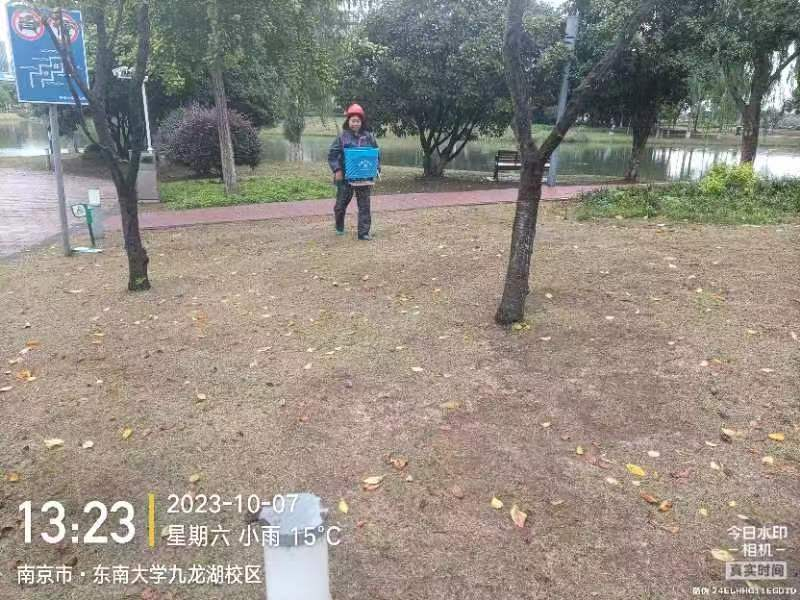 13:23
2023-10-07
星期六 小雨 15°C
南京市·东南大学九龙湖校区
今日水印
-相机-
真实时间